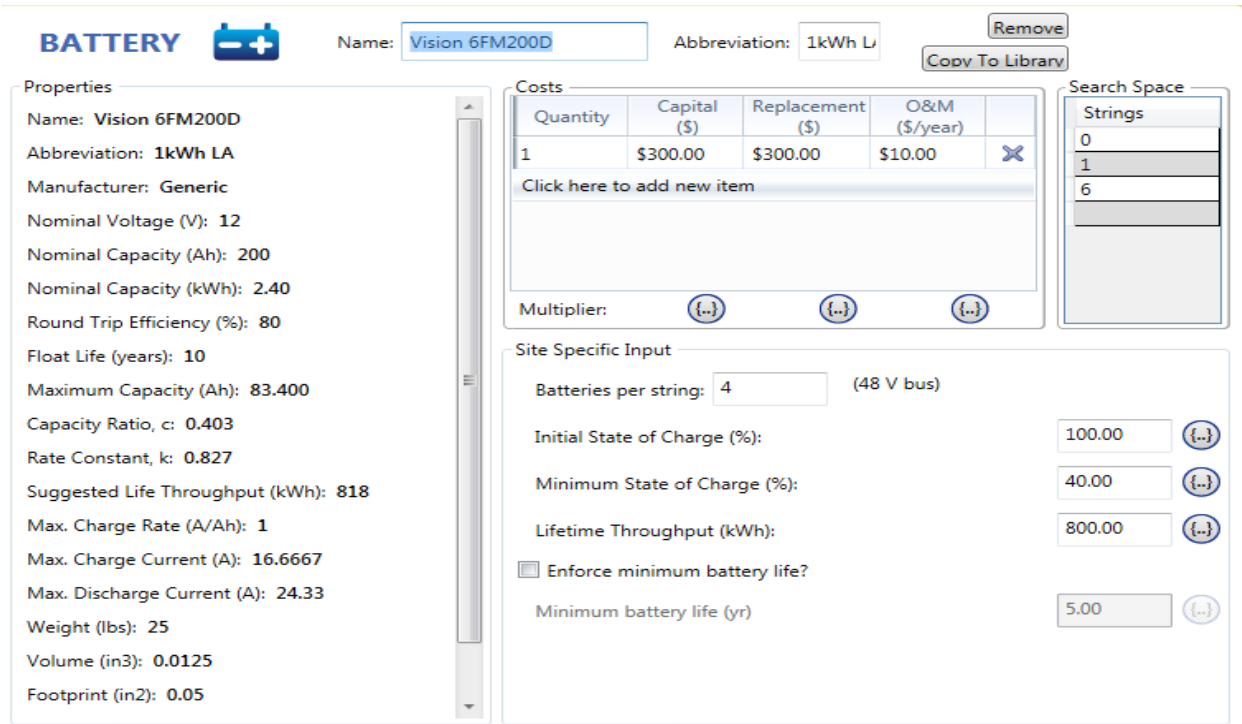 BATTERY
Name: Vision 6FM200D
Abbreviation: 1kWh L
Remove
Copy To Library
Properties
Name: Vision 6FM200D
Abbreviation: 1kWh LA
Manufacturer: Generic
Nominal Voltage (V): 12
Nominal Capacity (Ah): 200
Nominal Capacity (kWh): 2.40
Round Trip Efficiency (%): 80
Float Life (years): 10
Maximum Capacity (Ah): 83.400
Capacity Ratio, c: 0.403
Rate Constant, k: 0.827
Suggested Life Throughput (kWh): 818
Max. Charge Rate (A/Ah): 1
Max. Charge Current (A): 16.6667
Max. Discharge Current (A): 24.33
Weight (lbs): 25
Volume (in3): 0.0125
Footprint (in2): 0.05
Costs
Quantity Capital ($) Replacement ($) O&M ($/year)
1 $300.00 $300.00 $10.00
Click here to add new item
Multiplier: {..} {..} {..}
Search Space
Strings
0
1
6
Site Specific Input
Batteries per string: 4 (48 V bus)
Initial State of Charge (%): 100.00 {..}
Minimum State of Charge (%): 40.00 {..}
Lifetime Throughput (kWh): 800.00 {..}
Enforce minimum battery life?
Minimum battery life (yr) 5.00 {..}